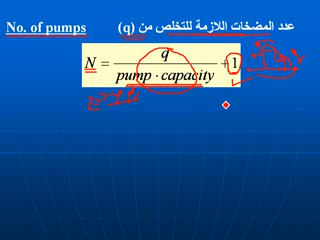 No. of pumps عدد المضخات اللازمة للتخلص من (q)
N = q / pump · capacity + 1